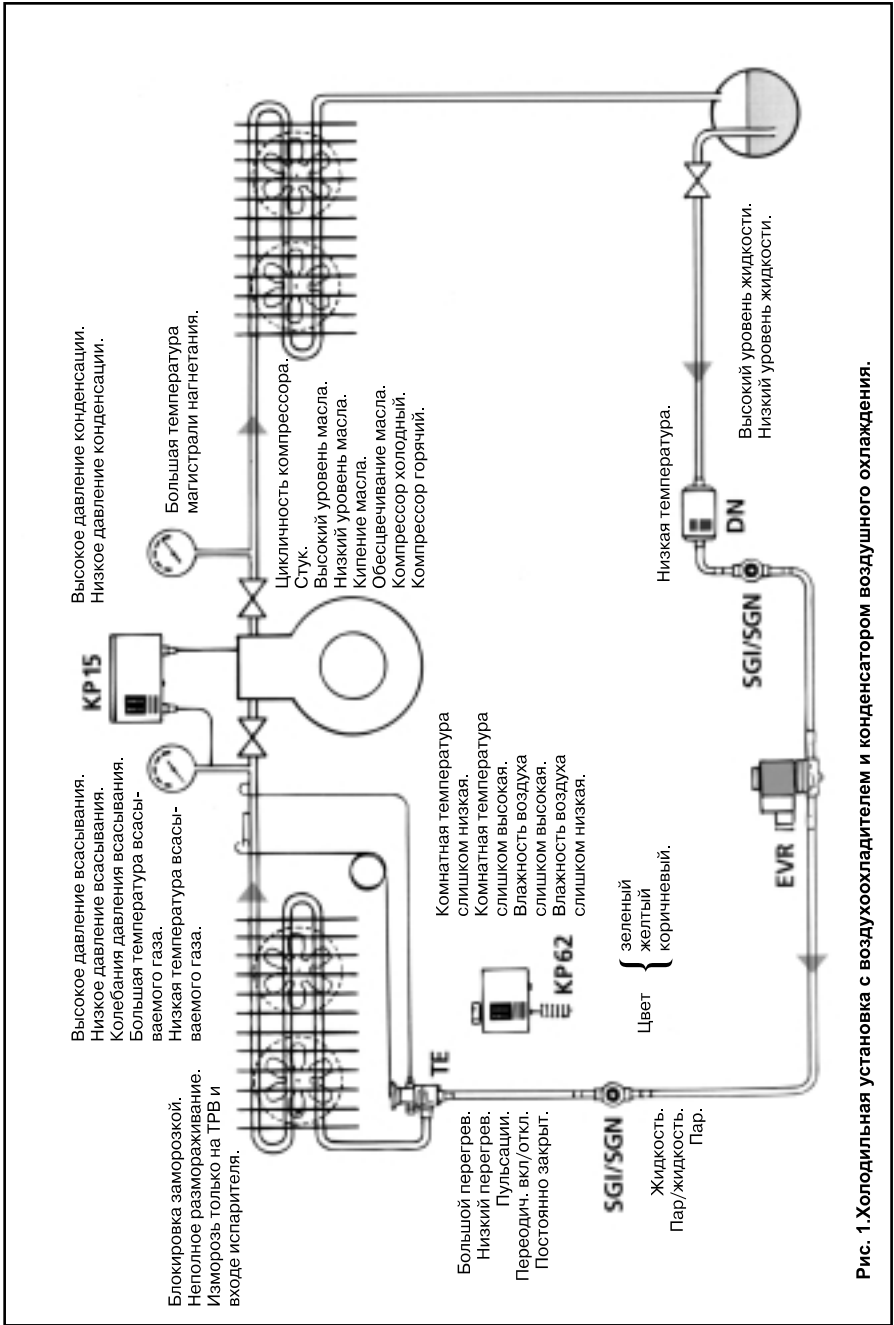 Высокое давление конденсации.
Низкое давление конденсации.
Большая температура
магистрали нагнетания.
KP15
Высокое давление всасывания.
Низкое давление всасывания.
Колебания давления всасывания.
Большая температура всасы-
ваемого газа.
Низкая температура всасы-
ваемого газа.
Блокировка заморозкой.
Неполное размораживание.
Изморозь только на ТРВ и
входе испарителя.
Цикличность компрессора.
Стук.
Высокий уровень масла.
Низкий уровень масла.
Кипение масла.
Обесцвечивание масла.
Компрессор холодный.
Компрессор горячий.
Комнатная температура
слишком низкая.
Комнатная температура
слишком высокая.
Влажность воздуха
слишком высокая.
Влажность воздуха
слишком низкая.
KP62
TE
Большой перегрев.
Низкий перегрев.
Пульсации.
Переодич. вкл/откл.
Постоянно закрыт.
SGI/SGN
Жидкость.
Пар/жидкость.
Пар.
Цвет
зеленый
желтый
коричневый.
EVR
SGI/SGN
DN
Низкая температура.
Высокий уровень жидкости.
Низкий уровень жидкости.
Рис. 1.Холодильная установка с воздухоохладителем и конденсатором воздушного охлаждения.